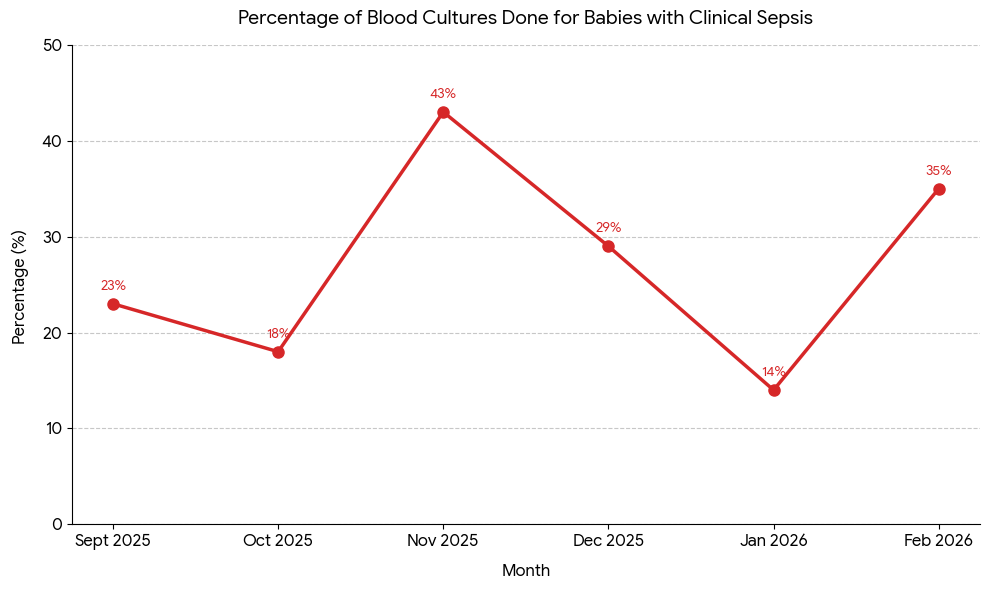 Percentage of Blood Cultures Done for Babies with Clinical Sepsis
50
40
30
20
10
0
Percentage (%)
23%
18%
43%
29%
14%
35%
Sept 2025
Oct 2025
Nov 2025
Dec 2025
Jan 2026
Feb 2026
Month